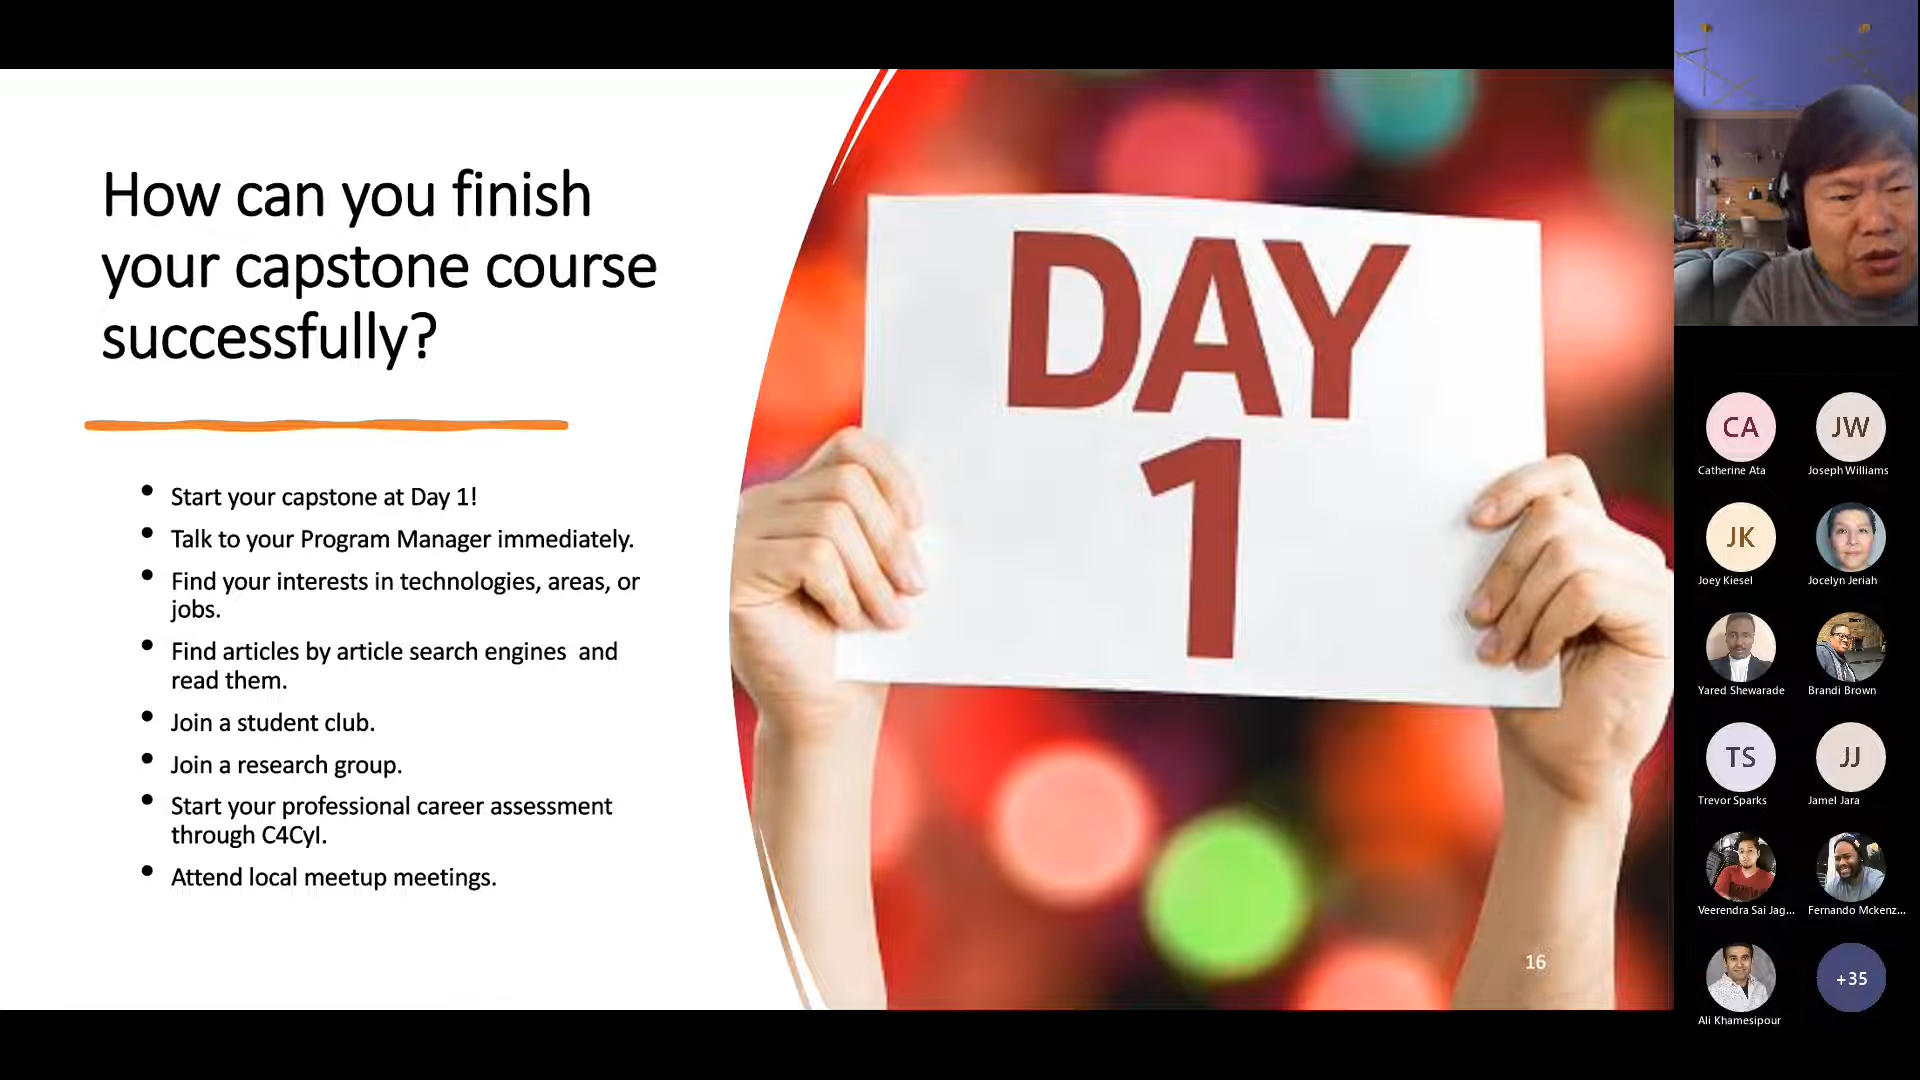 How can you finish
your capstone course
successfully?
• Start your capstone at Day 1!
• Talk to your Program Manager immediately.
• Find your interests in technologies, areas, or
jobs.
• Find articles by article search engines  and
read them.
• Join a student club.
• Join a research group.
• Start your professional career assessment
through C4CyI.
• Attend local meetup meetings.
DAY
1
16
CA
JW
Catherine Ata
Joseph Williams
JK
Joey Kiesel
Jocelyn Jeriah
Yared Shewarade
Brandi Brown
TS
JJ
Trevor Sparks
Jamel Jara
Veerendra Sai Jag...
Fernando Mckenz...
+35
Ali Khamesipour